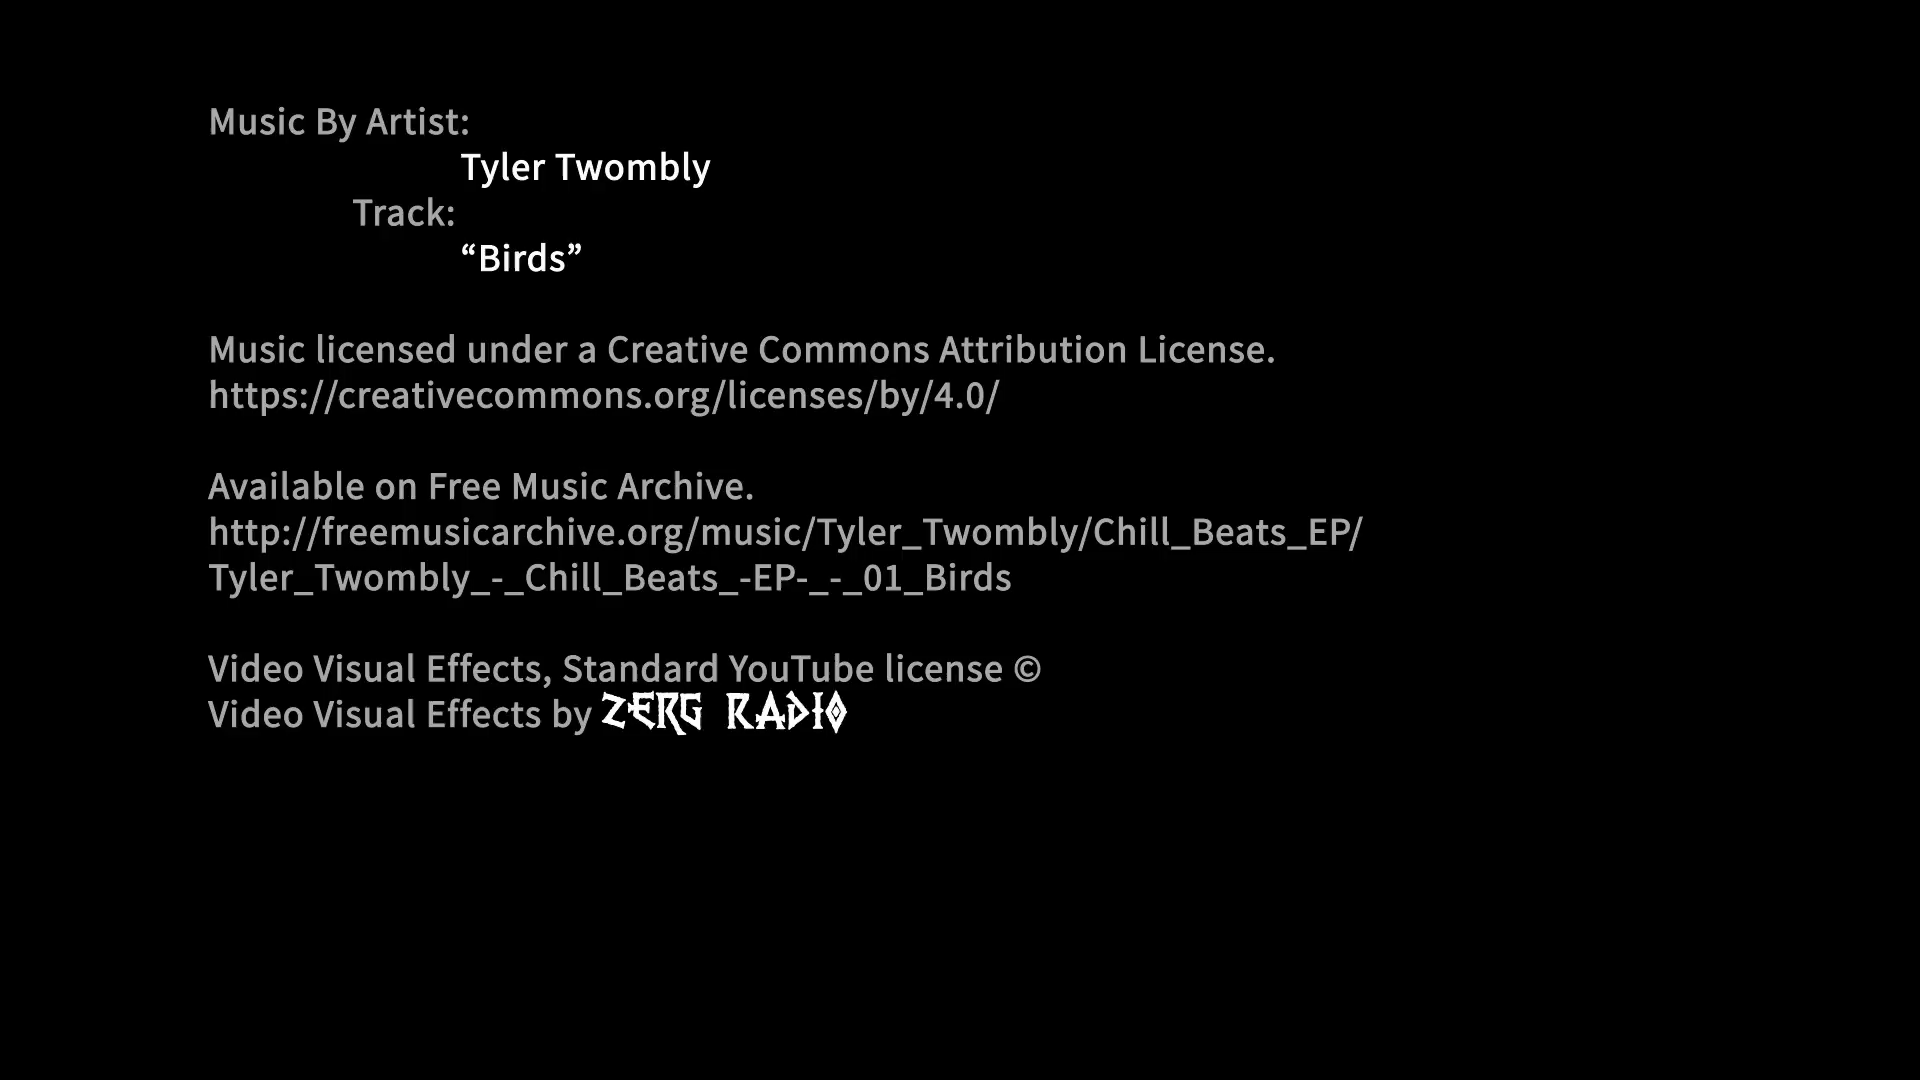 Music By Artist:
Tyler Twombly
Track:
“Birds”
Music licensed under a Creative Commons Attribution License.
https://creativecommons.org/licenses/by/4.0/
Available on Free Music Archive.
http://freemusicarchive.org/music/Tyler_Twombly/Chill_Beats_EP/
Tyler_Twombly_-_Chill_Beats_-EP-_-_01_Birds
Video Visual Effects, Standard YouTube license ©
Video Visual Effects by ZERG RADIO